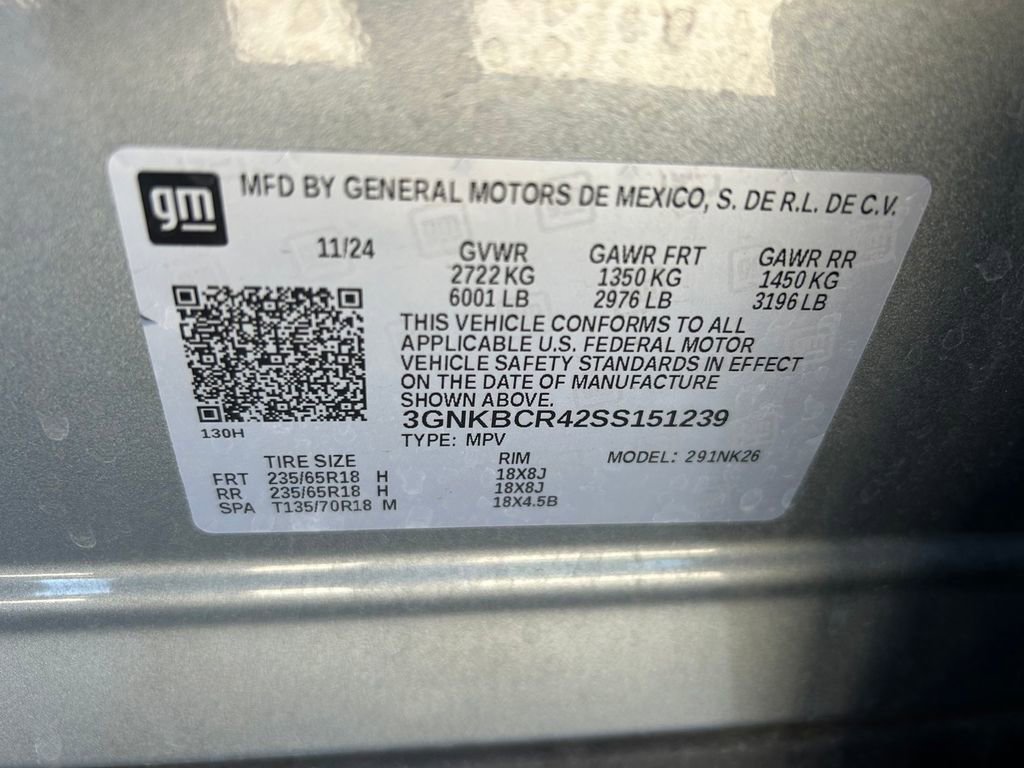 gm
MFD BY GENERAL MOTORS DE MEXICO, S. DE R.L. DE C.V.
11/24 GVWR GAWR FRT GAWR RR
2722 KG 1350 KG 1450 KG
6001 LB 2976 LB 3196 LB
THIS VEHICLE CONFORMS TO ALL
APPLICABLE U.S. FEDERAL MOTOR
VEHICLE SAFETY STANDARDS IN EFFECT
ON THE DATE OF MANUFACTURE
SHOWN ABOVE.
3GNKBCR42SS151239
130H
TYPE: MPV
TIRE SIZE RIM MODEL: 291NK26
FRT 235/65R18 H 18X8J
RR 235/65R18 H 18X8J
SPA T135/70R18 M 18X4.5B